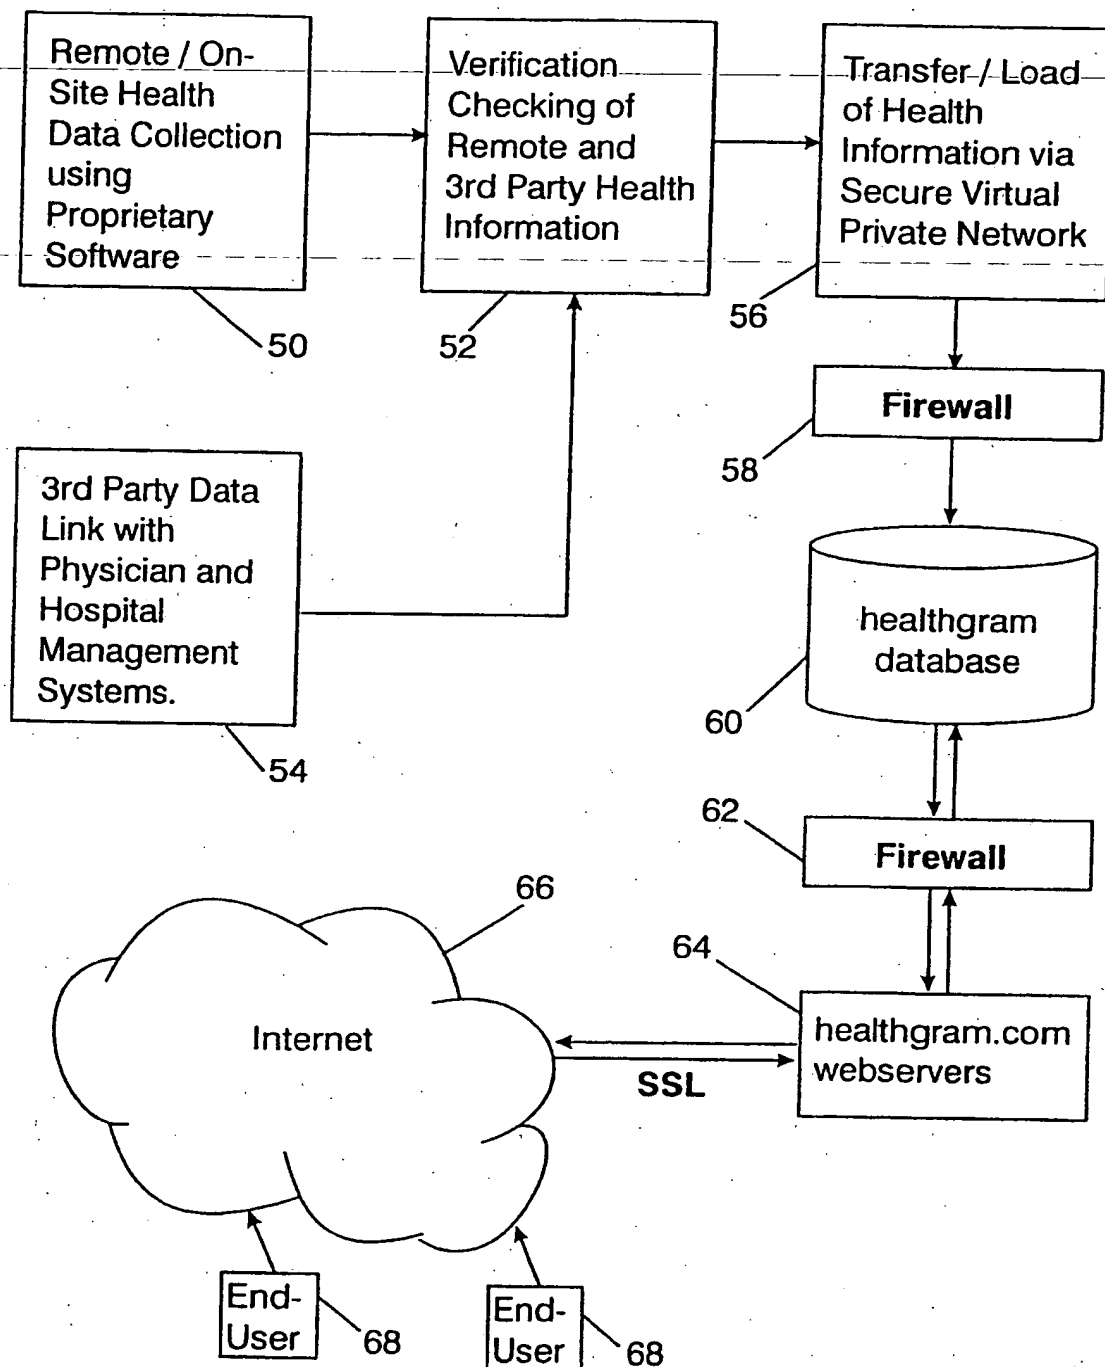 Remote / On-
Site Health
Data Collection
using
Proprietary
Software
50
Verification
Checking of
Remote and
3rd Party Health
Information
52
Transfer / Load
of Health
Information via
Secure Virtual
Private Network
56
Firewall
58
3rd Party Data
Link with
Physician and
Hospital
Management
Systems.
54
healthgram
database
60
62
Firewall
66
64
Internet
healthgram.com
webservers
SSL
End-
User
68
End-
User
68